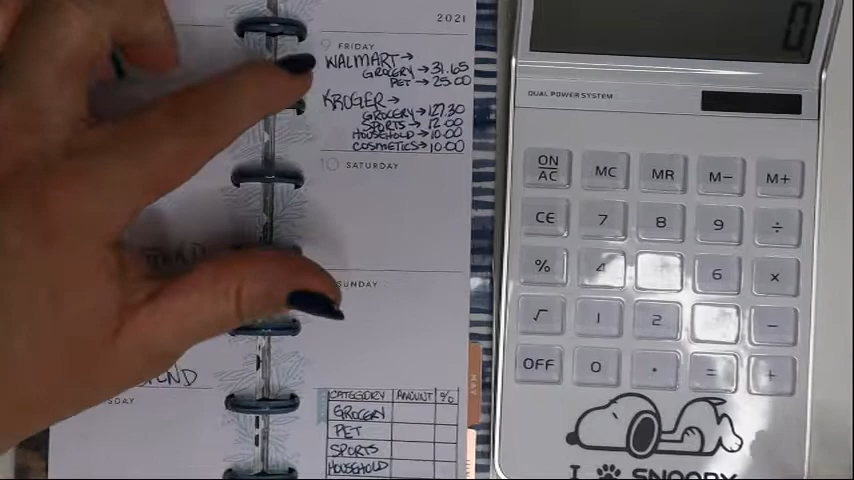 2021
9 FRIDAY
WALMART→
GROCERY→31.65
PET→25.00
KROGER→
GROCERY→127.30
SPORTS→12.00
HOUSEHOLD→10.00
COSMETICS→10.00
10 SATURDAY
SUNDAY
CATEGORY AMOUNT %
GROCERY
PET
SPORTS
HOUSEHOLD
MAY
0
DUAL POWER SYSTEM
ON/AC MC MR M− M+
CE 7 8 9 ÷
% 4 6 ×
√ 1 2 −
OFF 0 . = +
I SNOOPY